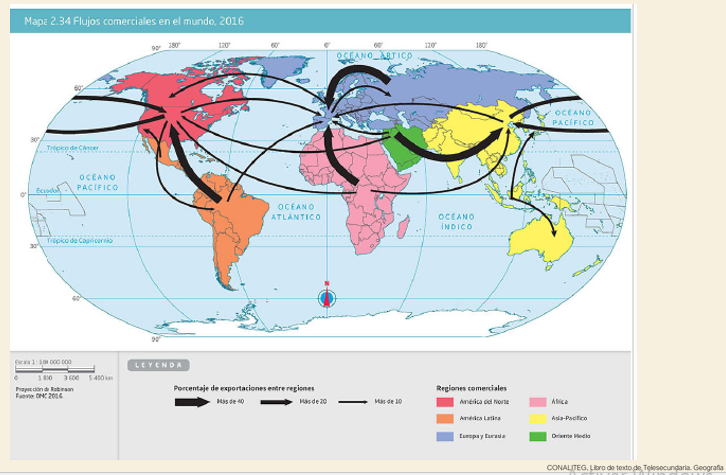 Mapa 2.34 Flujos comerciales en el mundo, 2016
90° 180° 120° 60° 0° 60° 120° 180°
OCÉANO ÁRTICO
60°
OCÉANO
PACÍFICO
30°
Trópico de Cáncer
OCÉANO
PACÍFICO
Ecuador
0°
OCÉANO
ATLÁNTICO
OCÉANO
ÍNDICO
Trópico de Capricornio
30°
60°
N
90°
Escala 1: 180 000 000
0 1 800 3 600 5 400 km
Proyección de Robinson
Fuente: OMC 2016.
LEYENDA
Porcentaje de exportaciones entre regiones
Más de 40 Más de 20 Más de 10
Regiones comerciales
América del Norte África
América Latina Asia-Pacífico
Europa y Eurasia Oriente Medio
CONALITEG, Libro de texto de Telesecundaria. Geografía